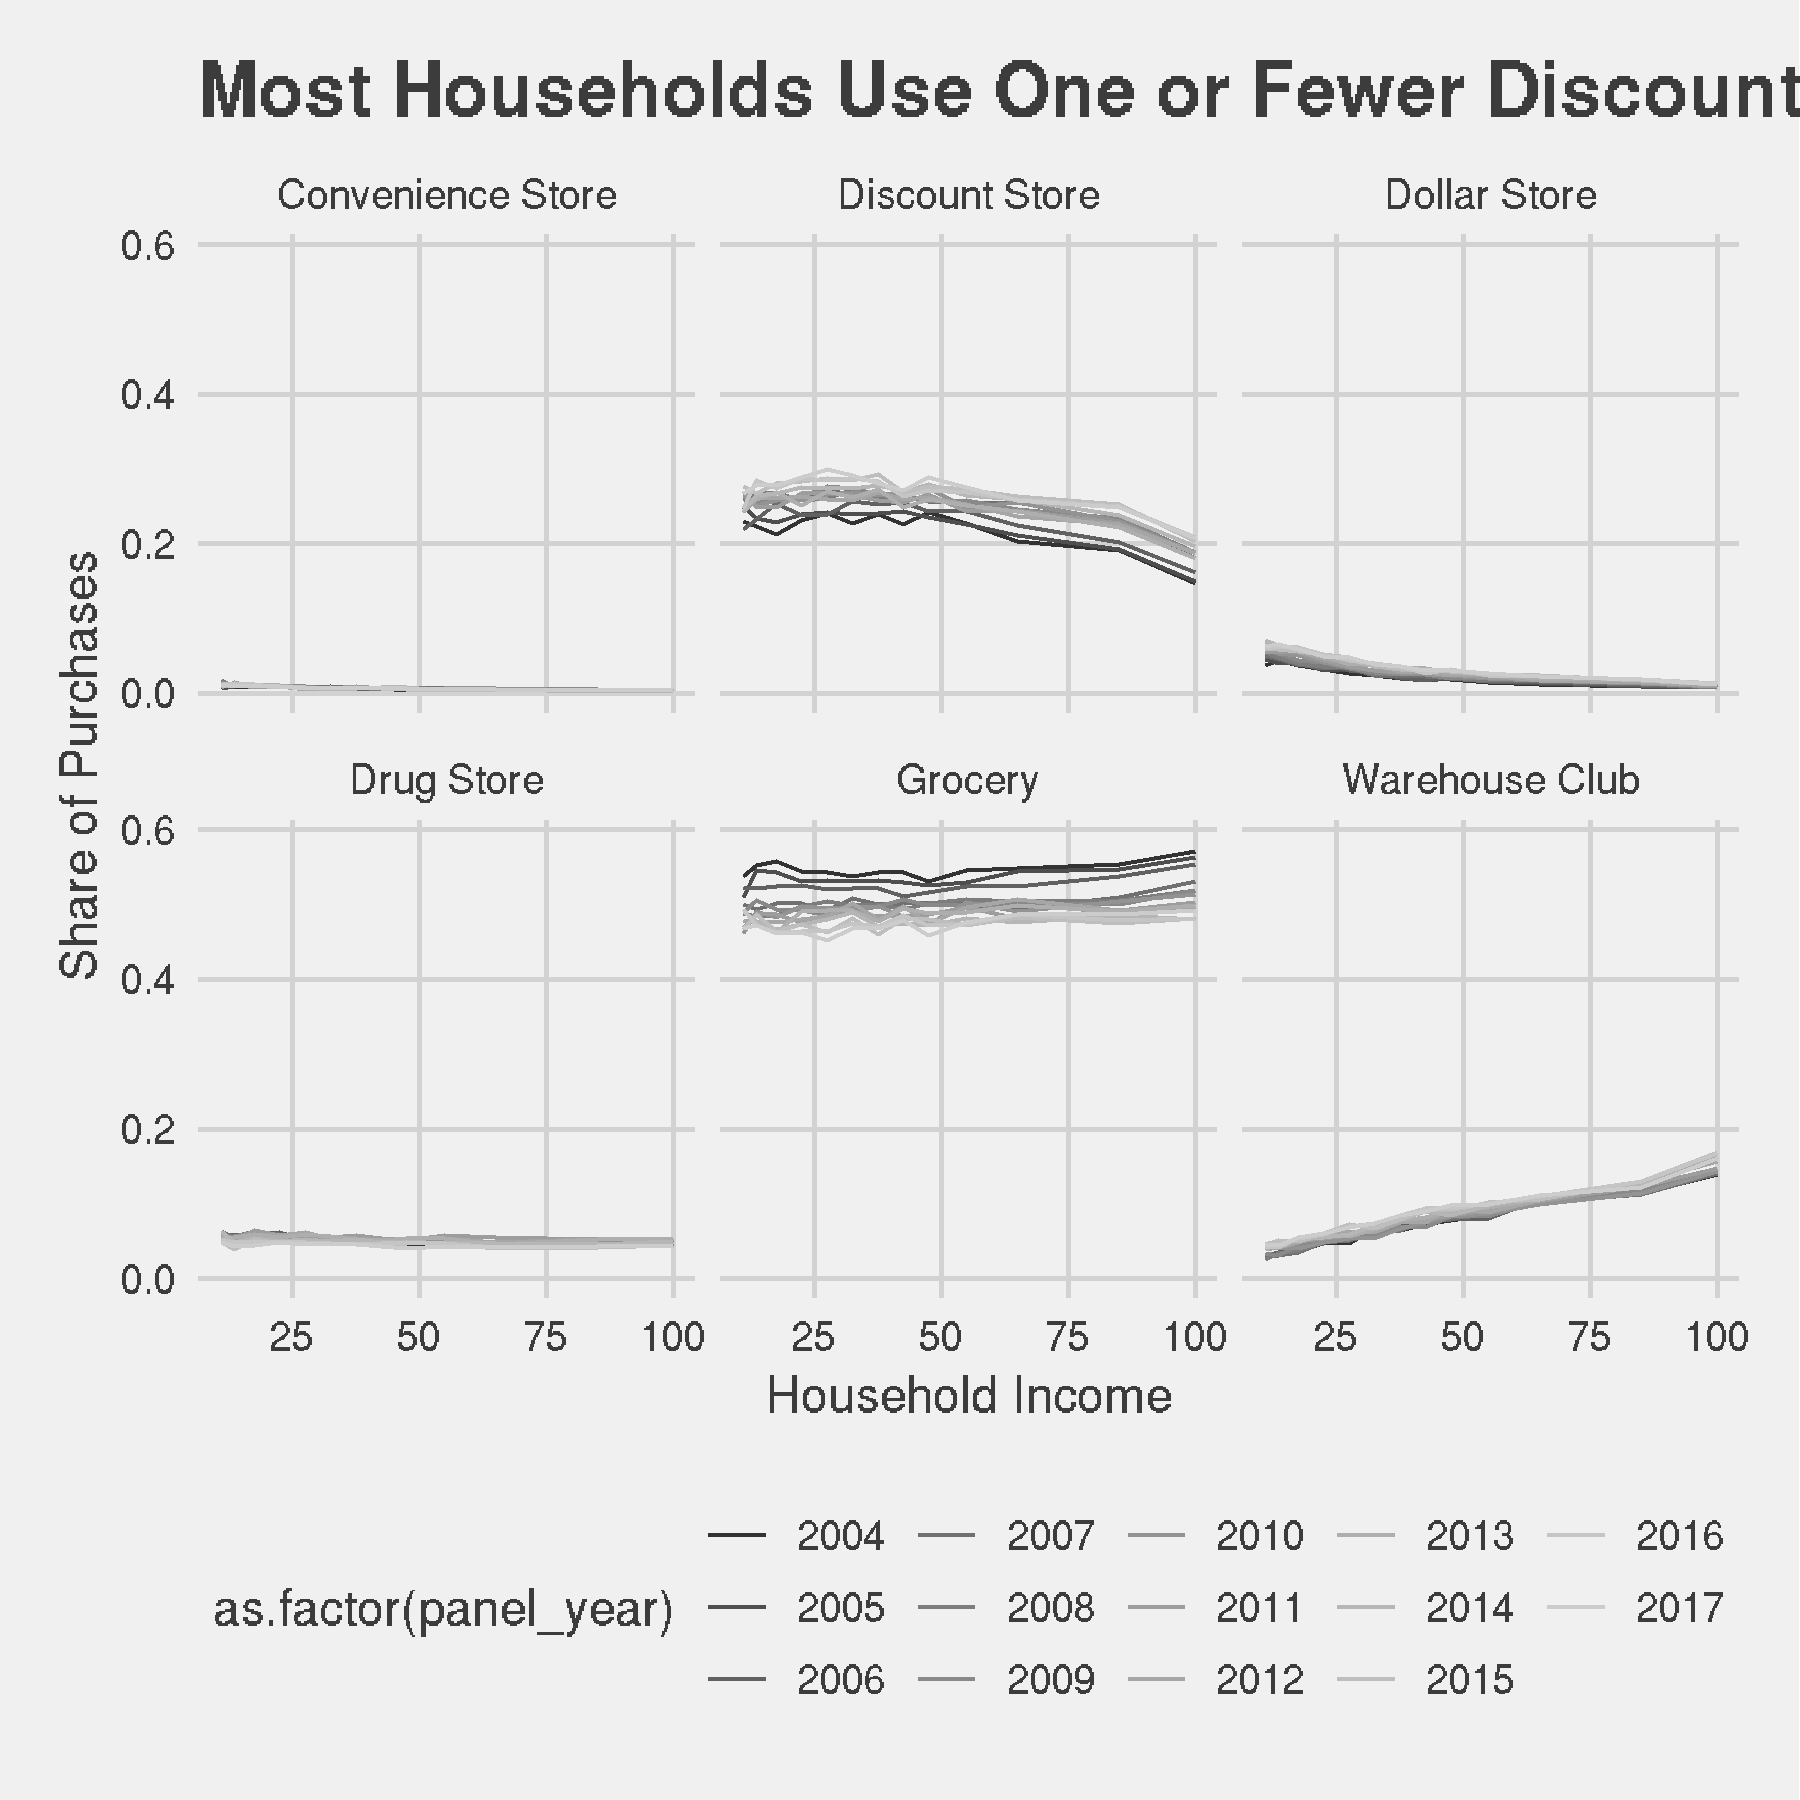 Most Households Use One or Fewer Discount
Convenience Store Discount Store Dollar Store
0.6
0.4
0.2
0.0
Share of Purchases
Drug Store Grocery Warehouse Club
0.6
0.4
0.2
0.0
25 50 75 100 25 50 75 100 25 50 75 100
Household Income
2004 2007 2010 2013 2016
as.factor(panel_year) 2005 2008 2011 2014 2017
2006 2009 2012 2015